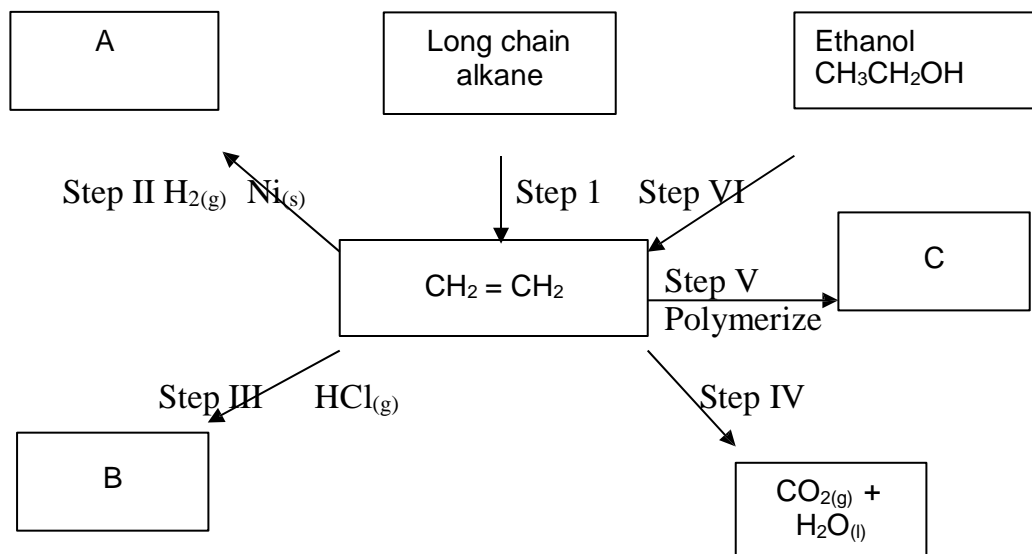 A
Long chain
alkane
Ethanol
CH₃CH₂OH
Step II H₂(g) Ni(s)
Step 1
Step VI
CH₂ = CH₂
Step V
Polymerize
C
Step III HCl(g)
Step IV
B
CO₂(g) +
H₂O(l)